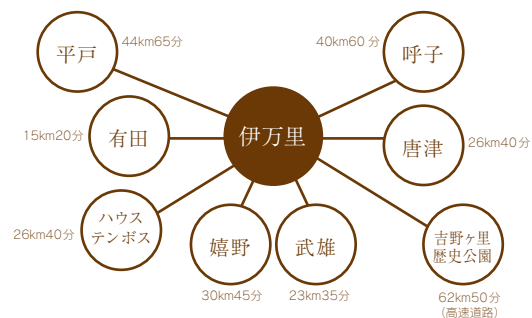 平戸
44km65分
40km60分
呼子
有田
15km20分
伊万里
唐津
26km40分
ハウス
テンボス
26km40分
嬉野
30km45分
武雄
23km35分
吉野ヶ里
歴史公園
62km50分
（高速道路）